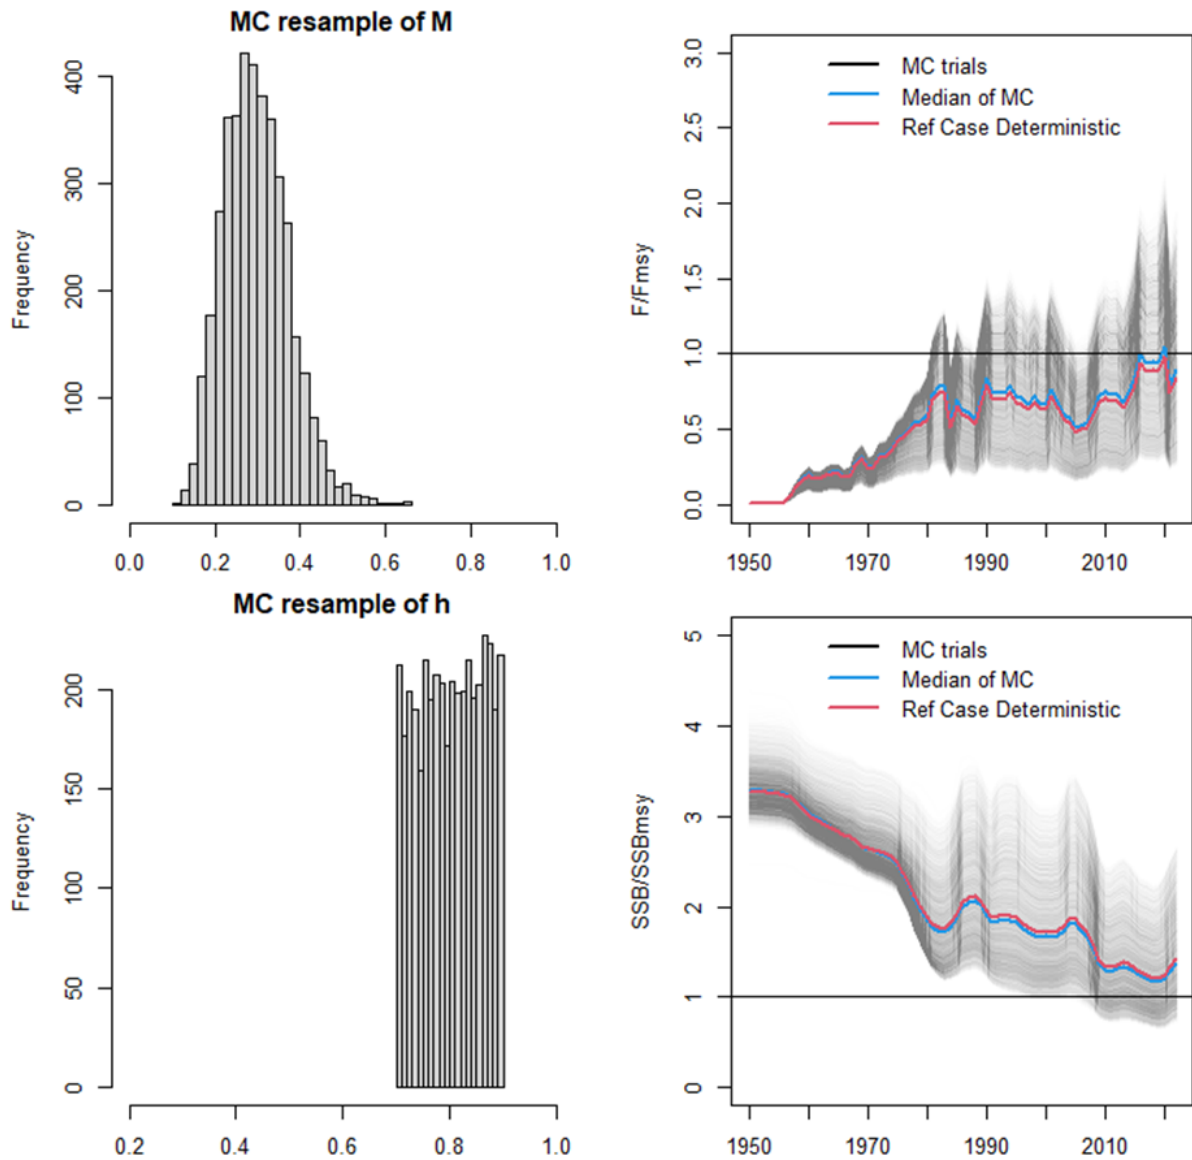 MC resample of M
Frequency
0
100
200
300
400
0.0 0.2 0.4 0.6 0.8 1.0
F/Fmsy
0.0
0.5
1.0
1.5
2.0
2.5
3.0
MC trials
Median of MC
Ref Case Deterministic
1950 1970 1990 2010
MC resample of h
Frequency
0
50
100
150
200
0.2 0.4 0.6 0.8 1.0
SSB/SSBmsy
0
1
2
3
4
5
MC trials
Median of MC
Ref Case Deterministic
1950 1970 1990 2010